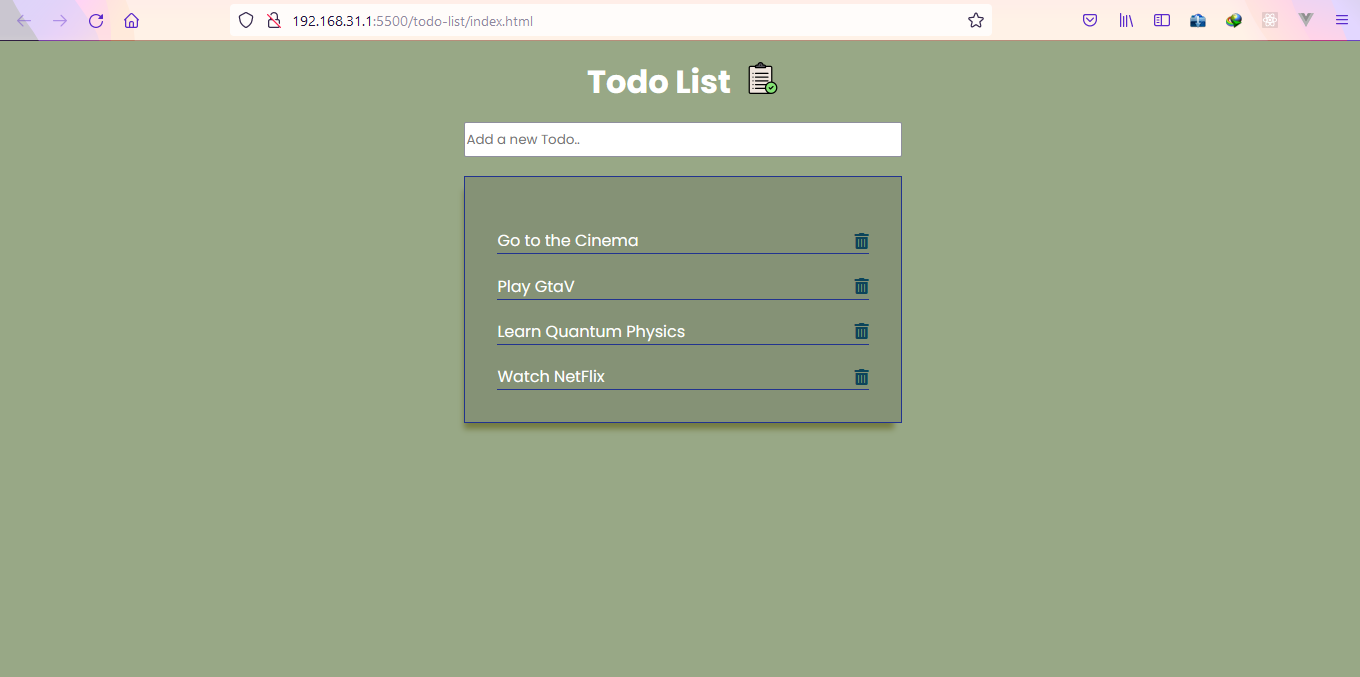 192.168.31.1:5500/todo-list/index.html
Todo List
Add a new Todo..
Go to the Cinema
Play GtaV
Learn Quantum Physics
Watch NetFlix